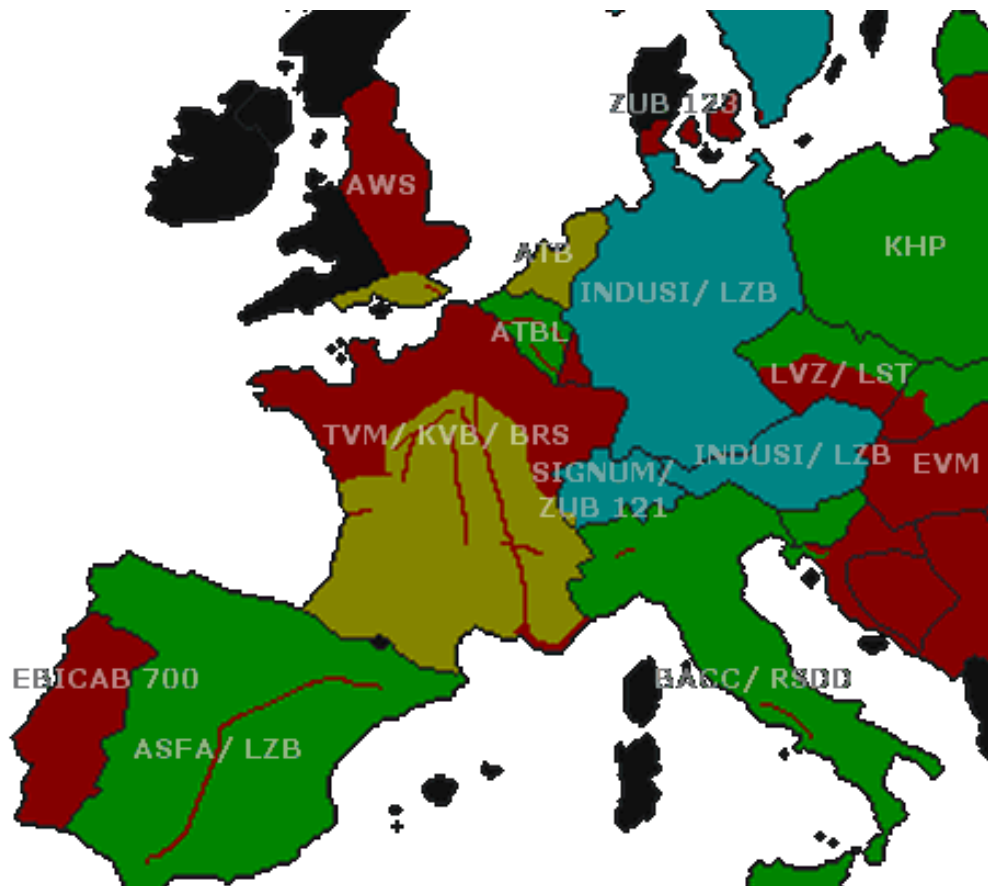 ZUB 123
AWS
KHP
ATB
INDUSI/ LZB
ATBL
LVZ/ LST
TVM/ KVB/ BRS
INDUSI/ LZB
EVM
SIGNUM/
ZUB 121
EBICAB 700
BACC/ RSDD
ASFA/ LZB